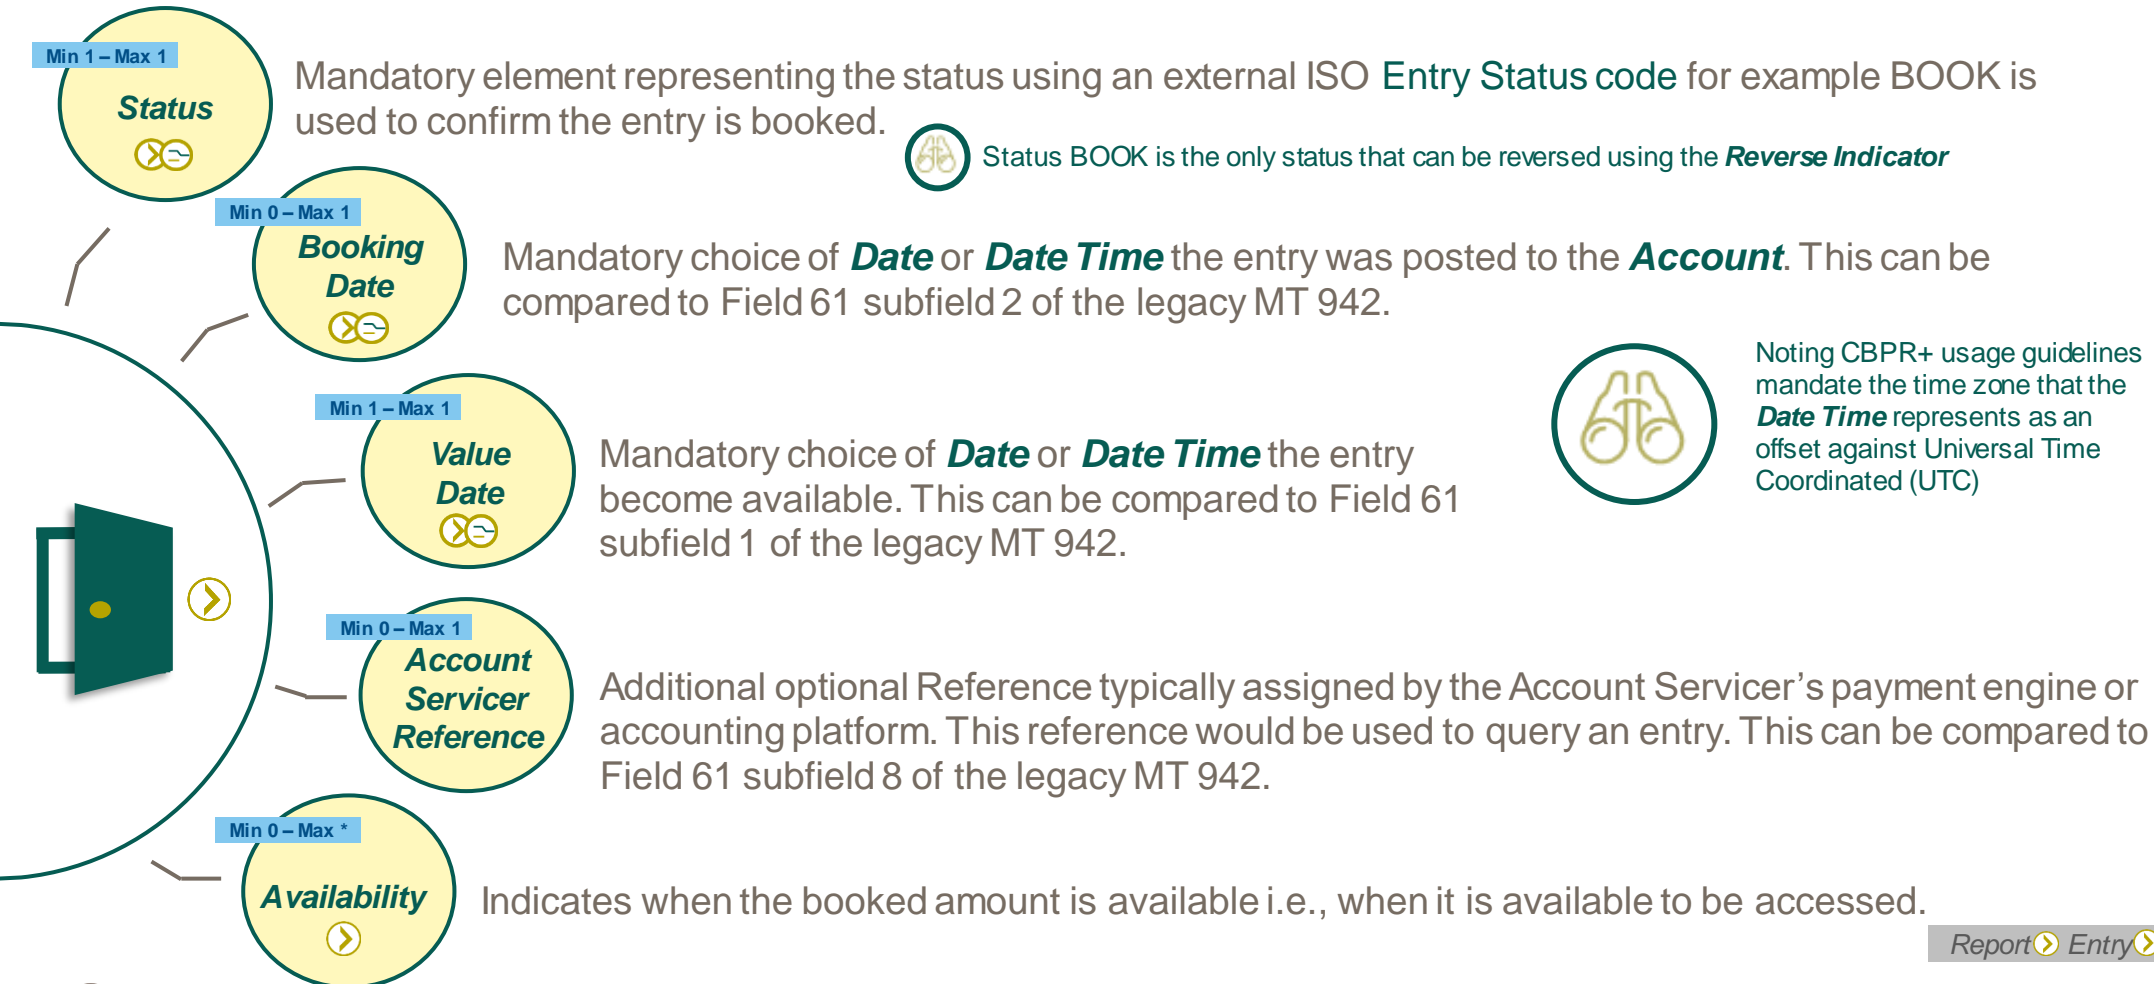 Min 1 – Max 1
Status
Mandatory element representing the status using an external ISO Entry Status code for example BOOK is
used to confirm the entry is booked.
Status BOOK is the only status that can be reversed using the Reverse Indicator
Min 0 – Max 1
Booking
Date
Mandatory choice of Date or Date Time the entry was posted to the Account. This can be
compared to Field 61 subfield 2 of the legacy MT 942.
Noting CBPR+ usage guidelines
mandate the time zone that the
Date Time represents as an
offset against Universal Time
Coordinated (UTC)
Min 1 – Max 1
Value
Date
Mandatory choice of Date or Date Time the entry
become available. This can be compared to Field 61
subfield 1 of the legacy MT 942.
Min 0 – Max 1
Account
Servicer
Reference
Additional optional Reference typically assigned by the Account Servicer’s payment engine or
accounting platform. This reference would be used to query an entry. This can be compared to
Field 61 subfield 8 of the legacy MT 942.
Min 0 – Max *
Availability
Indicates when the booked amount is available i.e., when it is available to be accessed.
Report Entry